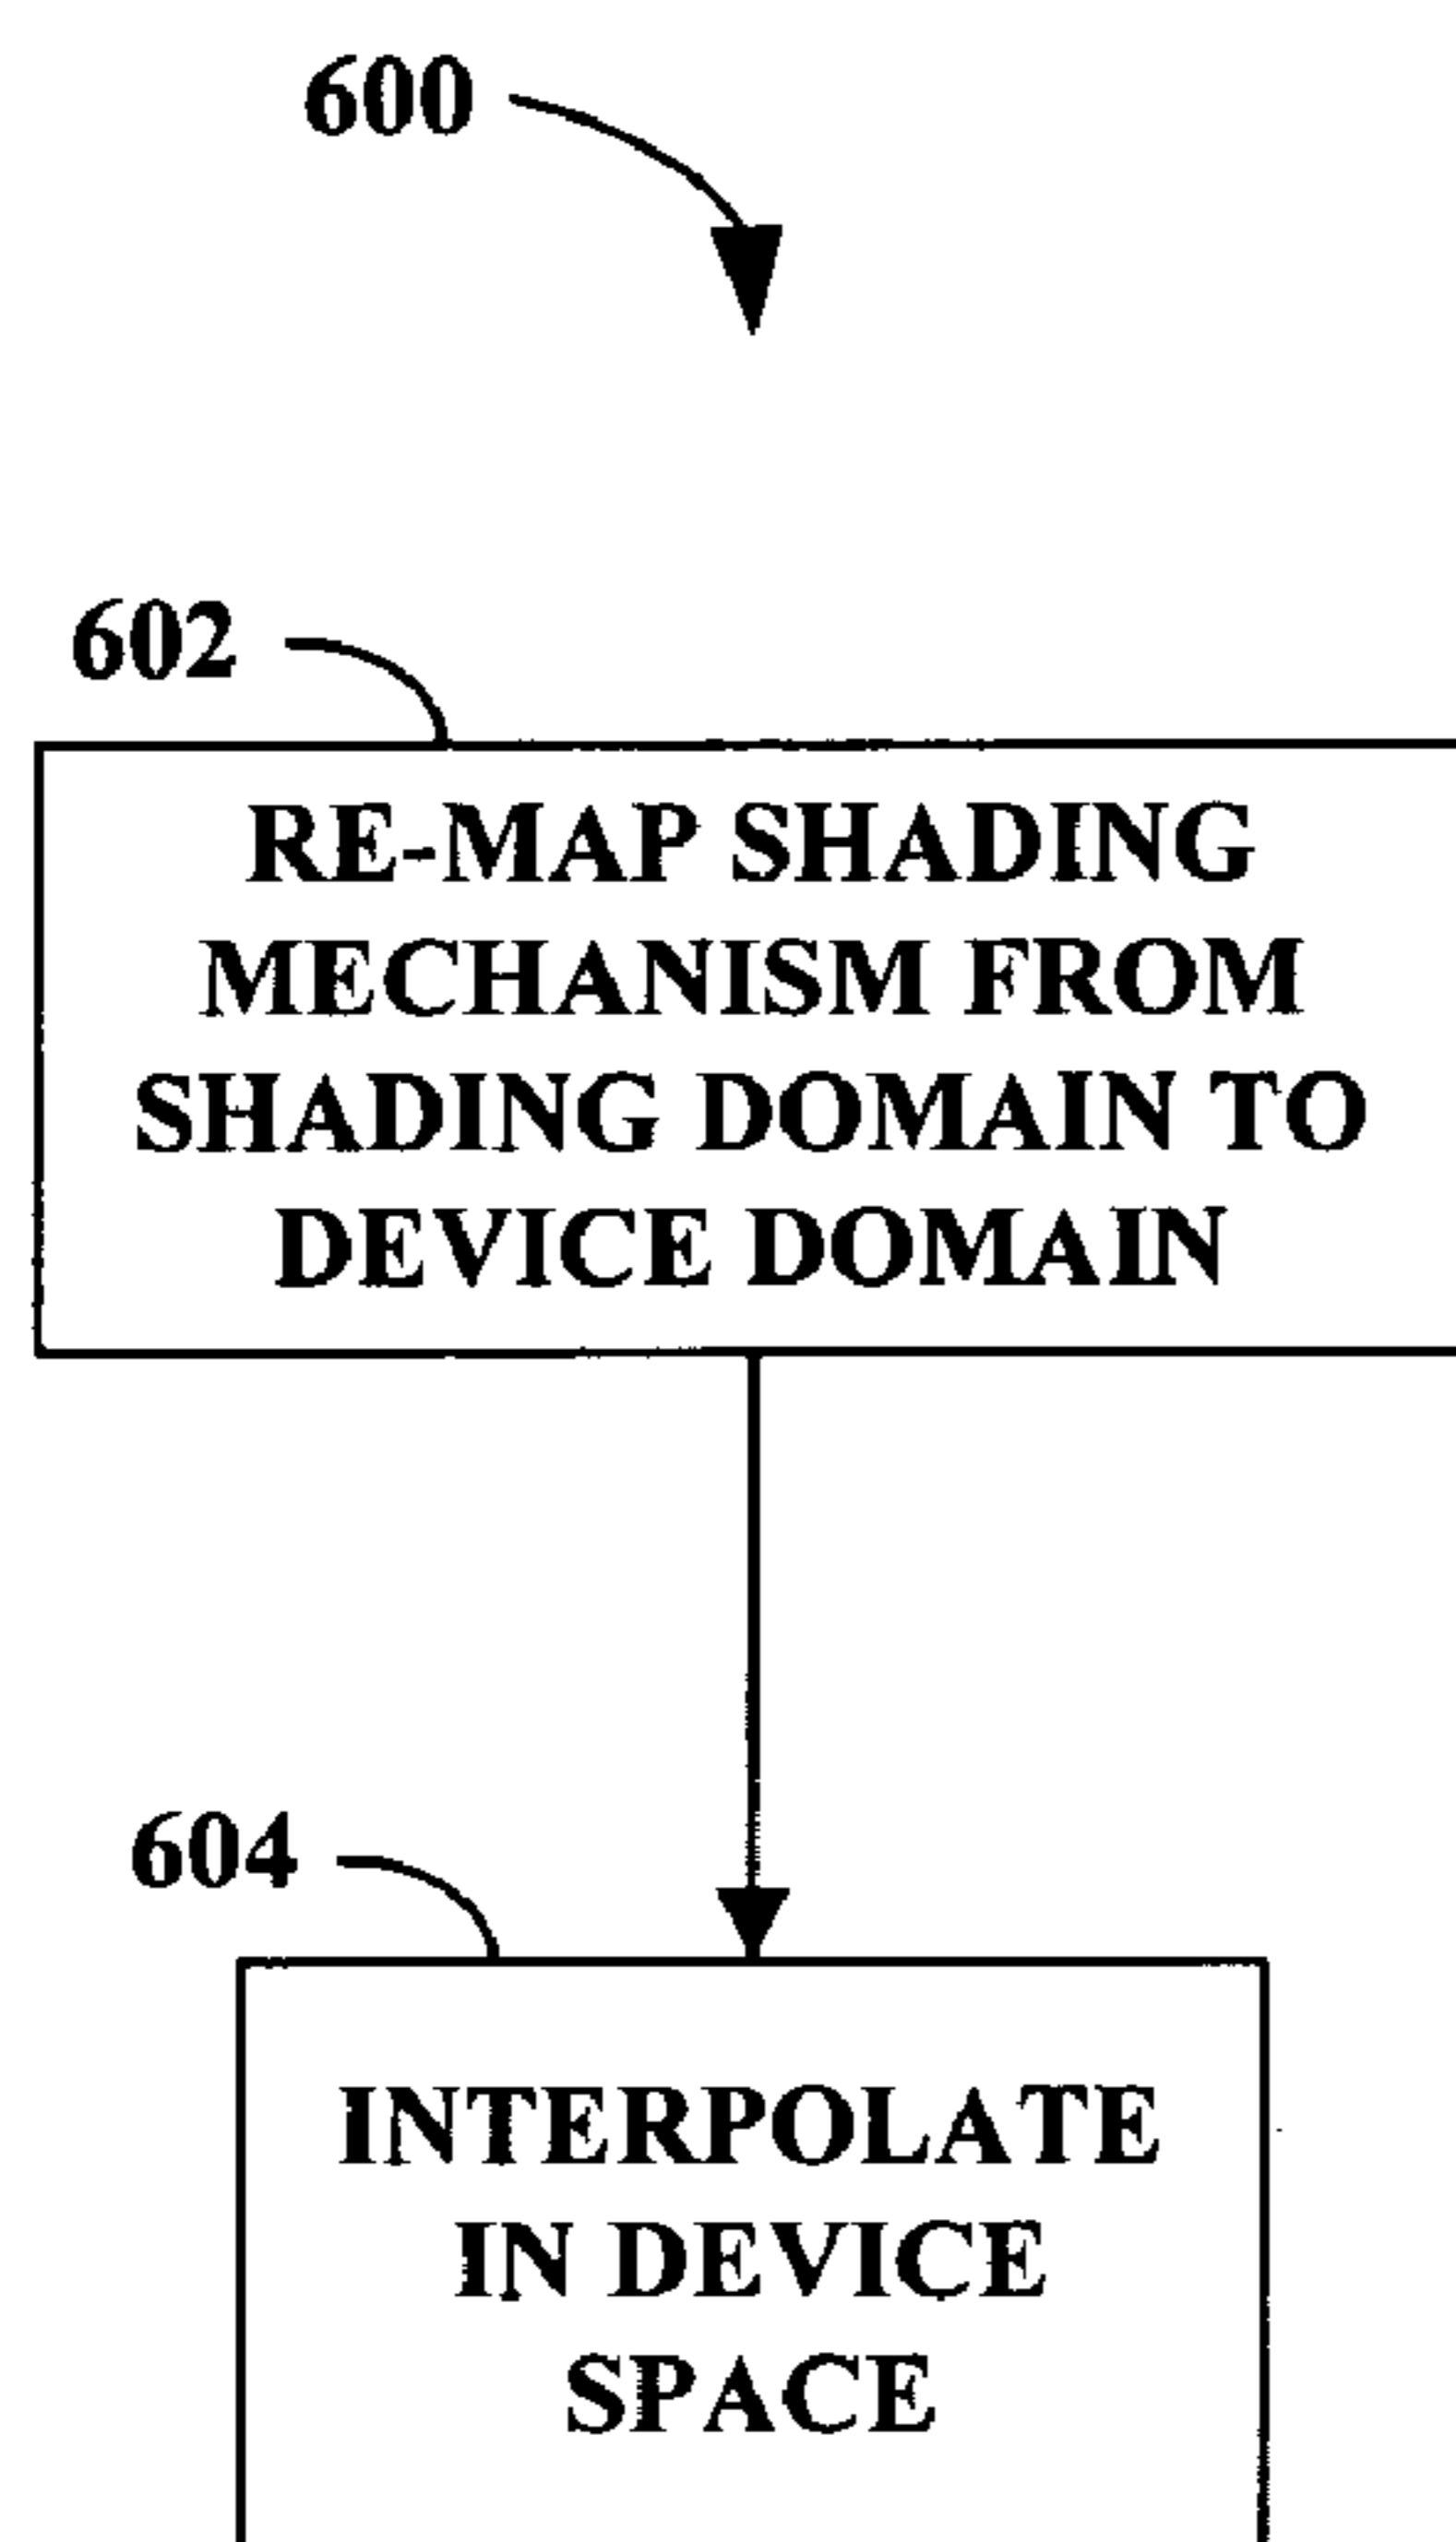 600
602
RE-MAP SHADING
MECHANISM FROM
SHADING DOMAIN TO
DEVICE DOMAIN
604
INTERPOLATE
IN DEVICE
SPACE